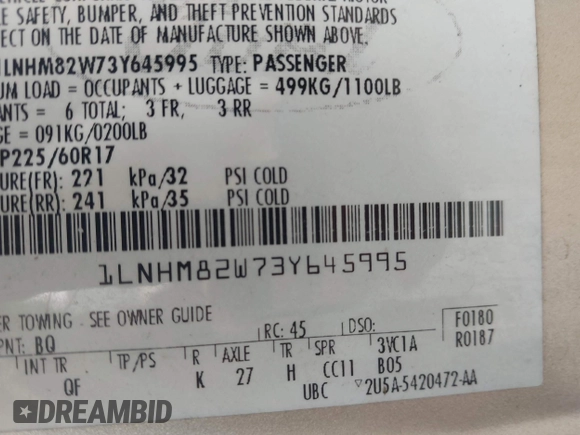 E SAFETY, BUMPER, AND THEFT PREVENTION STANDARDS
ECT ON THE DATE OF MANUFACTURE SHOWN ABOVE.
1LNHM82W73Y645995 TYPE: PASSENGER
UM LOAD = OCCUPANTS + LUGGAGE = 499KG/1100LB
ANTS = 6 TOTAL; 3 FR, 3 RR
GE = 091KG/0200LB
P225/60R17
URE(FR): 221 kPa/32 PSI COLD
URE(RR): 241 kPa/35 PSI COLD
1LNHM82W73Y645995
ER TOWING - SEE OWNER GUIDE
PNT: BQ RC: 45 DSO: F0180
INT TR TP/PS R AXLE TR SPR 3YC1A R0187
QF K 27 H CC11 B05
UBC ▽2U5A-5420472-AA
DREAMBID